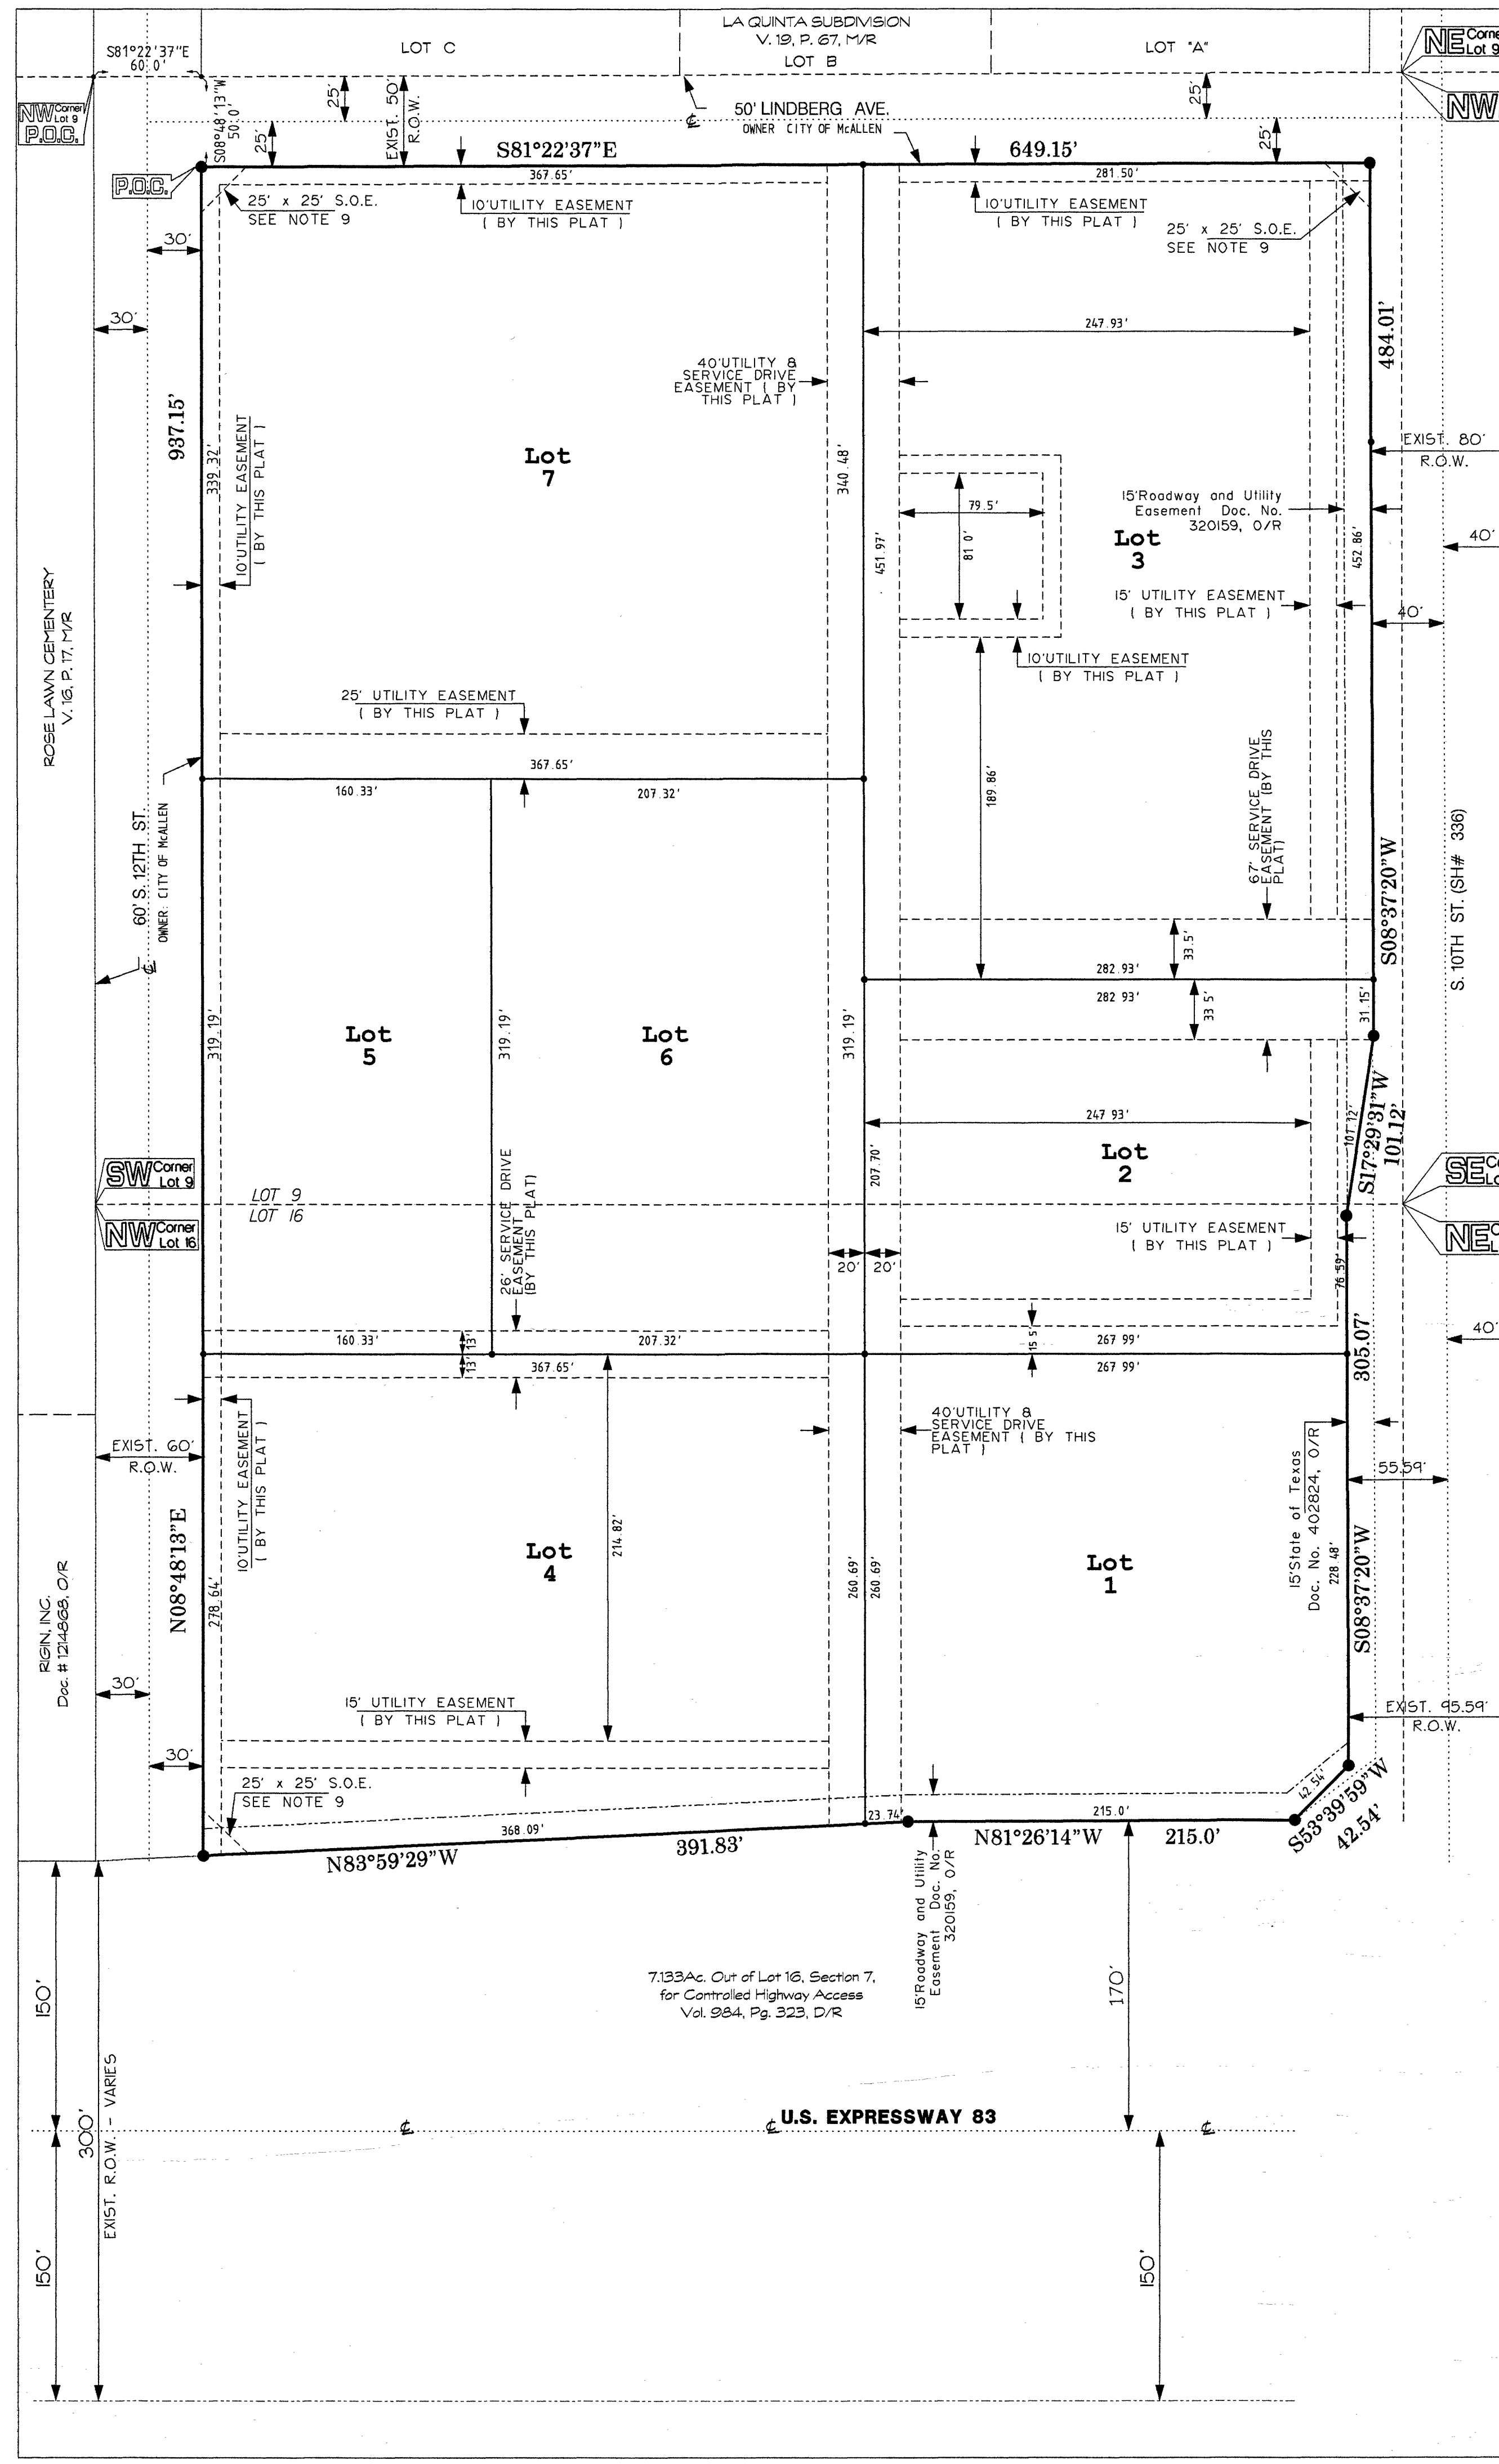 LA QUINTA SUBDIVISION
V. 19, P. 67, M/R
LOT C
LOT B
LOT "A"
S81°22'37"E
60.0'
NW Corner
Lot 9
P.O.C.
S08°48'13"W
50.0'
25'
25'
EXIST. 50'
R.O.W.
50' LINDBERG AVE.
OWNER CITY OF McALLEN
25'
25'
NE Corne
Lot 9
NW
P.O.C.
S81°22'37"E
649.15'
367.65'
281.50'
25' x 25' S.O.E.
SEE NOTE 9
10'UTILITY EASEMENT
( BY THIS PLAT )
10'UTILITY EASEMENT
( BY THIS PLAT )
25' x 25' S.O.E.
SEE NOTE 9
30'
30'
247.93'
484.01'
40'UTILITY &
SERVICE DRIVE
EASEMENT ( BY
THIS PLAT )
937.15'
339.32'
10'UTILITY EASEMENT
( BY THIS PLAT )
Lot
7
340.48'
451.97'
79.5'
81 0'
EXIST. 80'
R.O.W.
15'Roadway and Utility
Easement Doc. No.
320159, O/R
Lot
3
452.86'
40'
15' UTILITY EASEMENT
( BY THIS PLAT )
40'
10'UTILITY EASEMENT
( BY THIS PLAT )
ROSE LAWN CEMENTERY
V. 16, P. 17, M/R
25' UTILITY EASEMENT
( BY THIS PLAT )
367.65'
160.33'
207.32'
189.86'
67' SERVICE DRIVE
EASEMENT (BY THIS
PLAT)
60' S. 12TH ST.
OWNER: CITY OF McALLEN
S08°37'20"W
S. 10TH ST. (SH# 336)
33.5'
282.93'
282 93'
33 5'
31.15'
319.19'
Lot
5
319.19'
Lot
6
319.19'
S17°29'31"W
101.12'
101.12'
247 93'
Lot
2
207.70'
SW Corner
Lot 9
NW Corner
Lot 16
LOT 9
LOT 16
26' SERVICE DRIVE
EASEMENT
(BY THIS PLAT)
15' UTILITY EASEMENT
( BY THIS PLAT )
20'
20'
76.59'
SE Co
Lo
NE
305.07'
160.33'
13'
13'
207.32'
367.65'
15 5'
267 99'
267 99'
40'
40'UTILITY &
SERVICE DRIVE
EASEMENT ( BY THIS
PLAT )
EXIST. 60'
R.O.W.
10'UTILITY EASEMENT
( BY THIS PLAT )
N08°48'13"E
278.64'
Lot
4
214.82'
260.69'
260.69'
Lot
1
15'State of Texas
Doc. No. 402824, O/R
228.48'
55.59'
S08°37'20"W
RIGIN, INC.
Doc. # 1214868, O/R
30'
30'
15' UTILITY EASEMENT
( BY THIS PLAT )
25' x 25' S.O.E.
SEE NOTE 9
EXIST. 95.59'
R.O.W.
42.54'
S53°39'59"W
42.54'
23.74'
215.0'
368.09'
N83°59'29"W
391.83'
N81°26'14"W
215.0'
15'Roadway and Utility
Easement Doc. No.
320159, O/R
7.133Ac. Out of Lot 16, Section 7,
for Controlled Highway Access
Vol. 984, Pg. 323, D/R
150'
170'
300'
EXIST. R.O.W. - VARIES
U.S. EXPRESSWAY 83
150'
150'